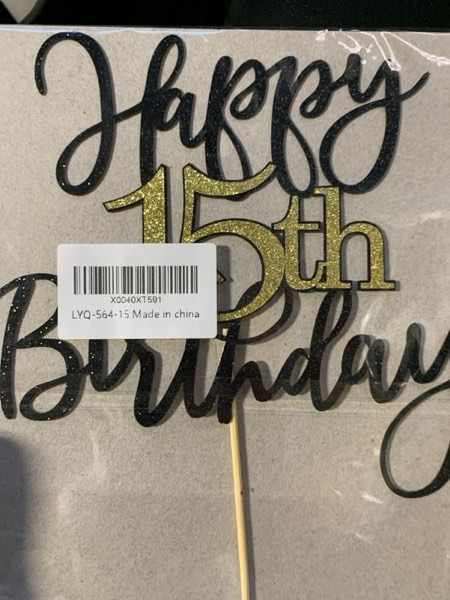 Happy
15th
X0040XT591
LYQ-564-15 Made in china
Birthday